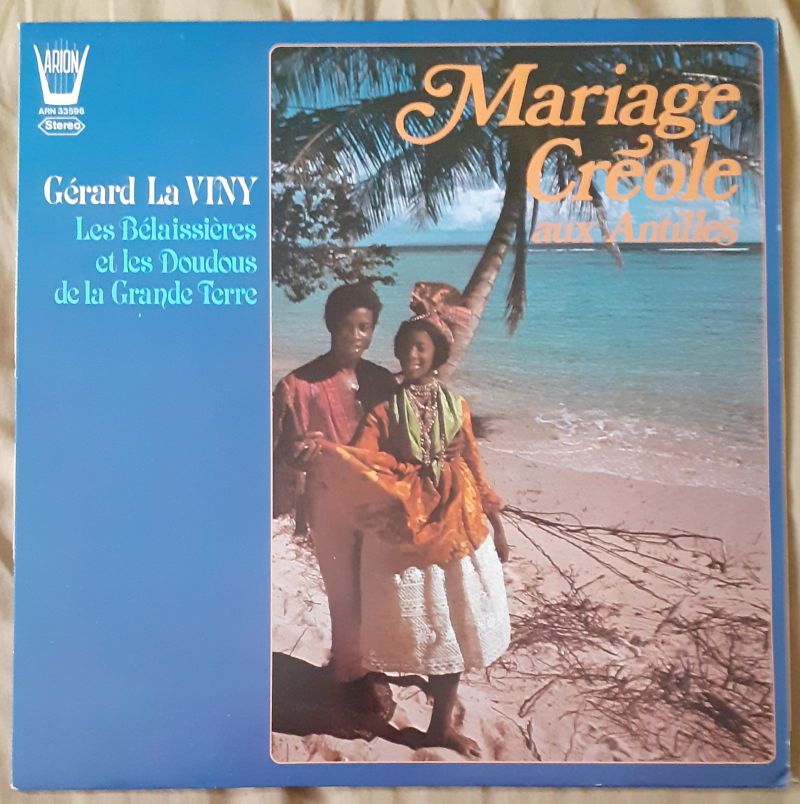 ARION
ARN 33596
Stereo
Gérard La VINY
Les Bélaissières
et les Doudous
de la Grande Terre
Mariage
Créole
aux Antilles